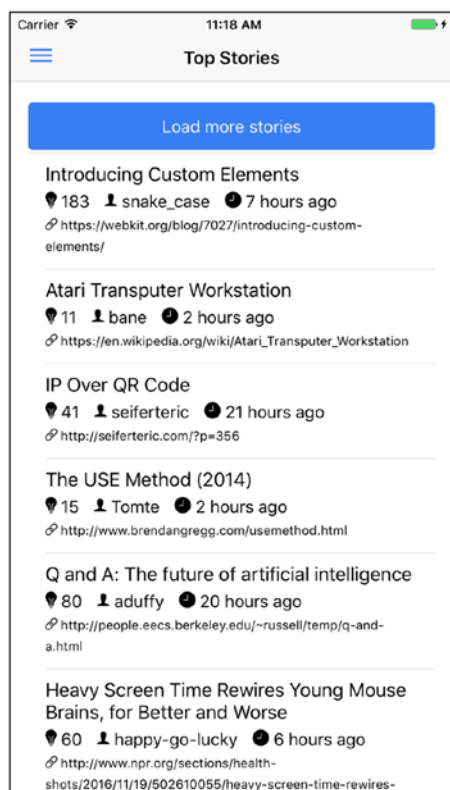 Carrier 11:18 AM
Top Stories
Load more stories
Introducing Custom Elements
183 snake_case 7 hours ago
https://webkit.org/blog/7027/introducing-custom-
elements/
Atari Transputer Workstation
11 bane 2 hours ago
https://en.wikipedia.org/wiki/Atari_Transputer_Workstation
IP Over QR Code
41 seiferteric 21 hours ago
http://seiferteric.com/?p=356
The USE Method (2014)
15 Tomte 2 hours ago
http://www.brendangregg.com/usemethod.html
Q and A: The future of artificial intelligence
80 aduffy 20 hours ago
http://people.eecs.berkeley.edu/~russell/temp/q-and-
a.html
Heavy Screen Time Rewires Young Mouse
Brains, for Better and Worse
60 happy-go-lucky 6 hours ago
http://www.npr.org/sections/health-
shots/2016/11/19/502610055/heavy-screen-time-rewires-